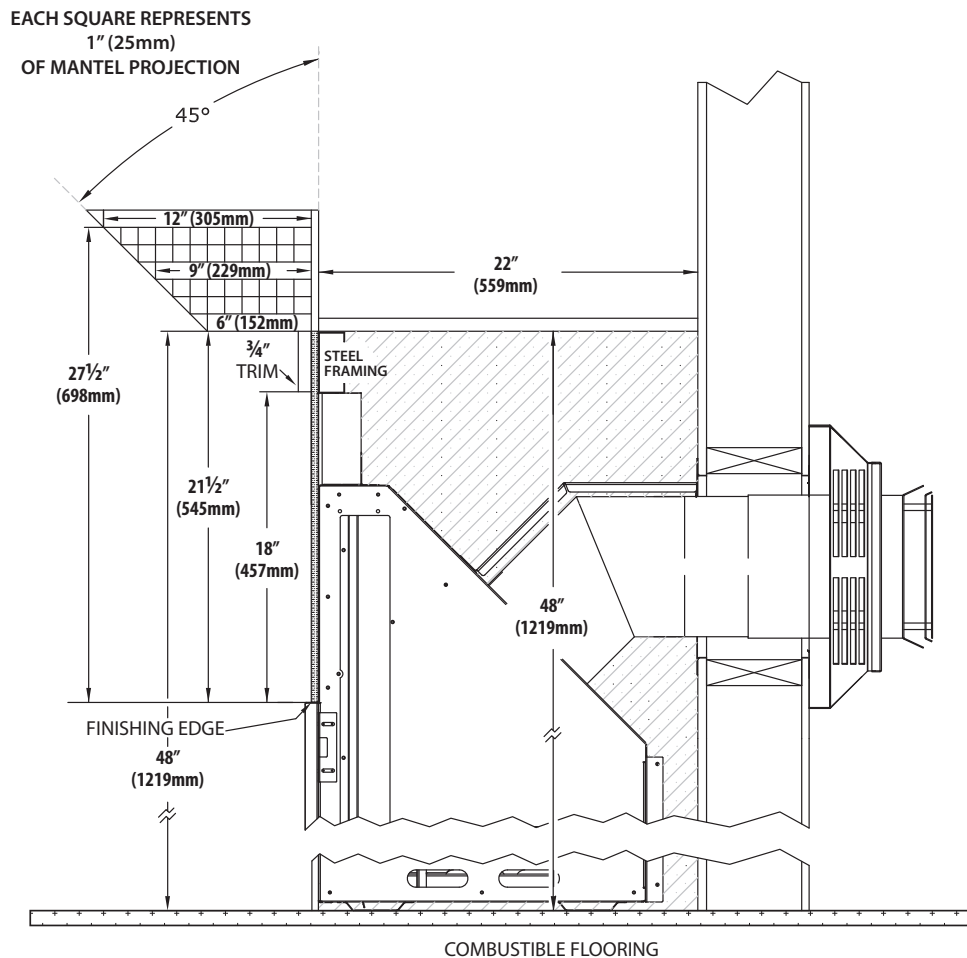 EACH SQUARE REPRESENTS
1” (25mm)
OF MANTEL PROJECTION
45°
12” (305mm)
9” (229mm)
6” (152mm)
22”
(559mm)
¾”
TRIM
STEEL
FRAMING
27½”
(698mm)
21½”
(545mm)
18”
(457mm)
48”
(1219mm)
FINISHING EDGE
48”
(1219mm)
COMBUSTIBLE FLOORING